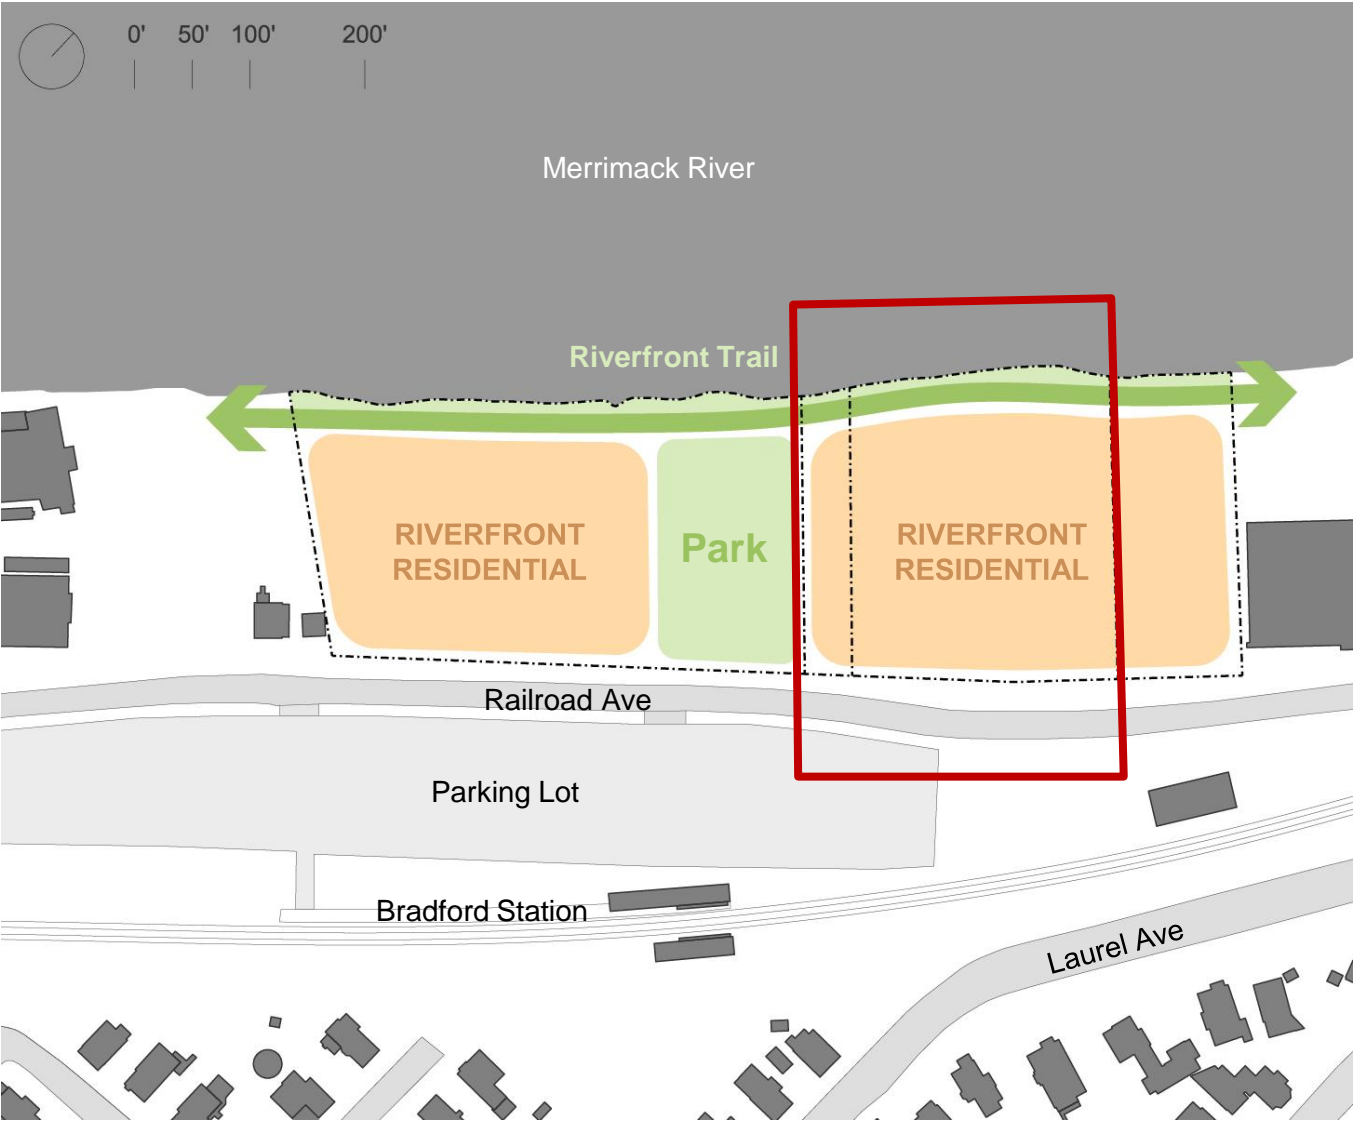 0' 50' 100' 200'
Merrimack River
Riverfront Trail
RIVERFRONT
RESIDENTIAL
Park
RIVERFRONT
RESIDENTIAL
Railroad Ave
Parking Lot
Bradford Station
Laurel Ave